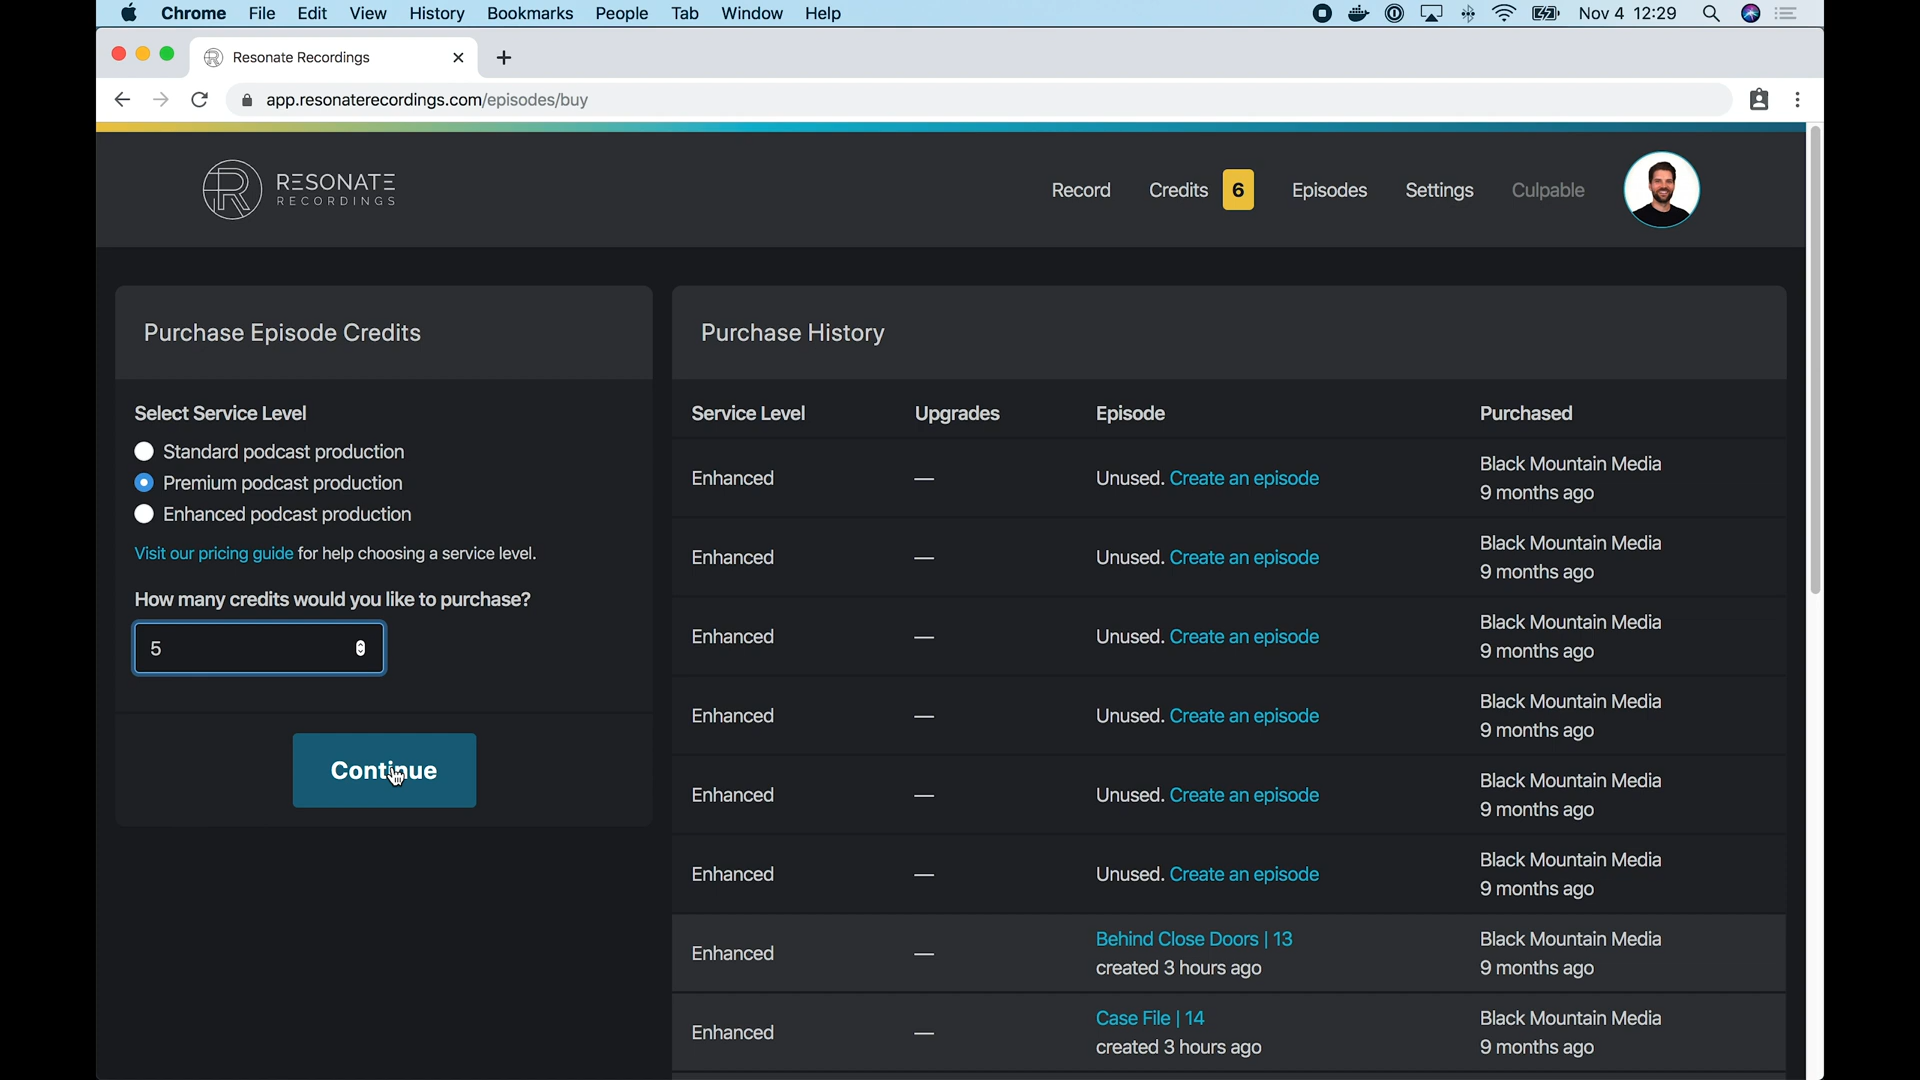 Chrome File Edit View History Bookmarks People Tab Window Help Nov 4 12:29
Resonate Recordings
app.resonaterecordings.com/episodes/buy
RESONATE
RECORDINGS
Record Credits 6 Episodes Settings Culpable
Purchase Episode Credits
Select Service Level
Standard podcast production
Premium podcast production
Enhanced podcast production
Visit our pricing guide for help choosing a service level.
How many credits would you like to purchase?
5
Continue
Purchase History
Service Level Upgrades Episode Purchased
Enhanced — Unused. Create an episode Black Mountain Media
9 months ago
Enhanced — Unused. Create an episode Black Mountain Media
9 months ago
Enhanced — Unused. Create an episode Black Mountain Media
9 months ago
Enhanced — Unused. Create an episode Black Mountain Media
9 months ago
Enhanced — Unused. Create an episode Black Mountain Media
9 months ago
Enhanced — Unused. Create an episode Black Mountain Media
9 months ago
Enhanced — Behind Close Doors | 13 Black Mountain Media
created 3 hours ago 9 months ago
Enhanced — Case File | 14 Black Mountain Media
created 3 hours ago 9 months ago